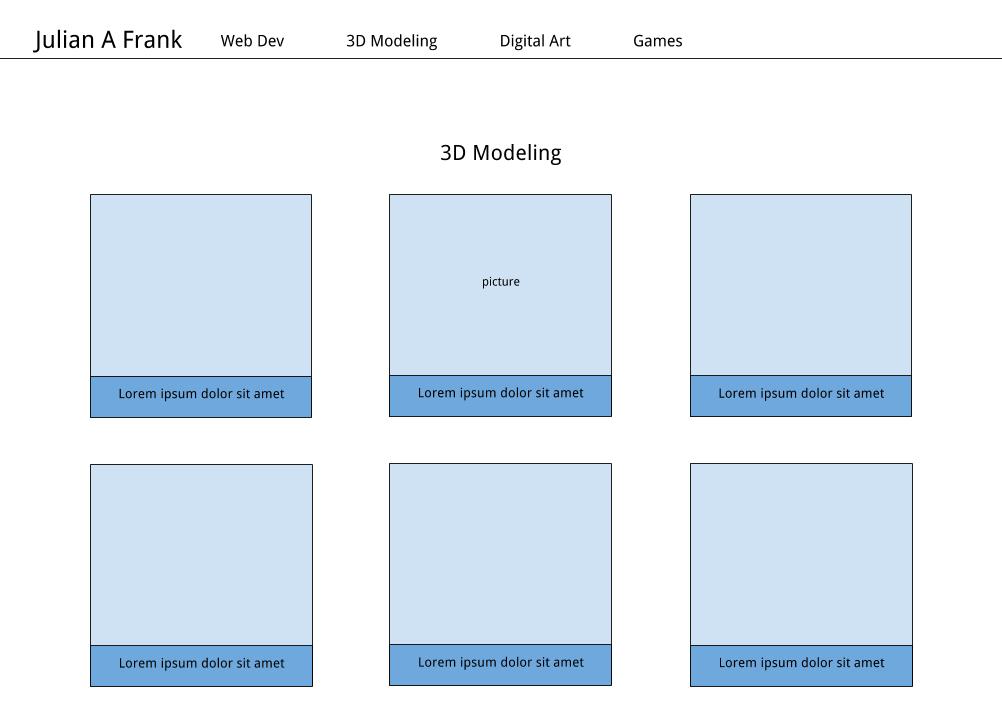 Julian A Frank Web Dev 3D Modeling Digital Art Games
3D Modeling
picture
Lorem ipsum dolor sit amet Lorem ipsum dolor sit amet Lorem ipsum dolor sit amet
Lorem ipsum dolor sit amet Lorem ipsum dolor sit amet Lorem ipsum dolor sit amet